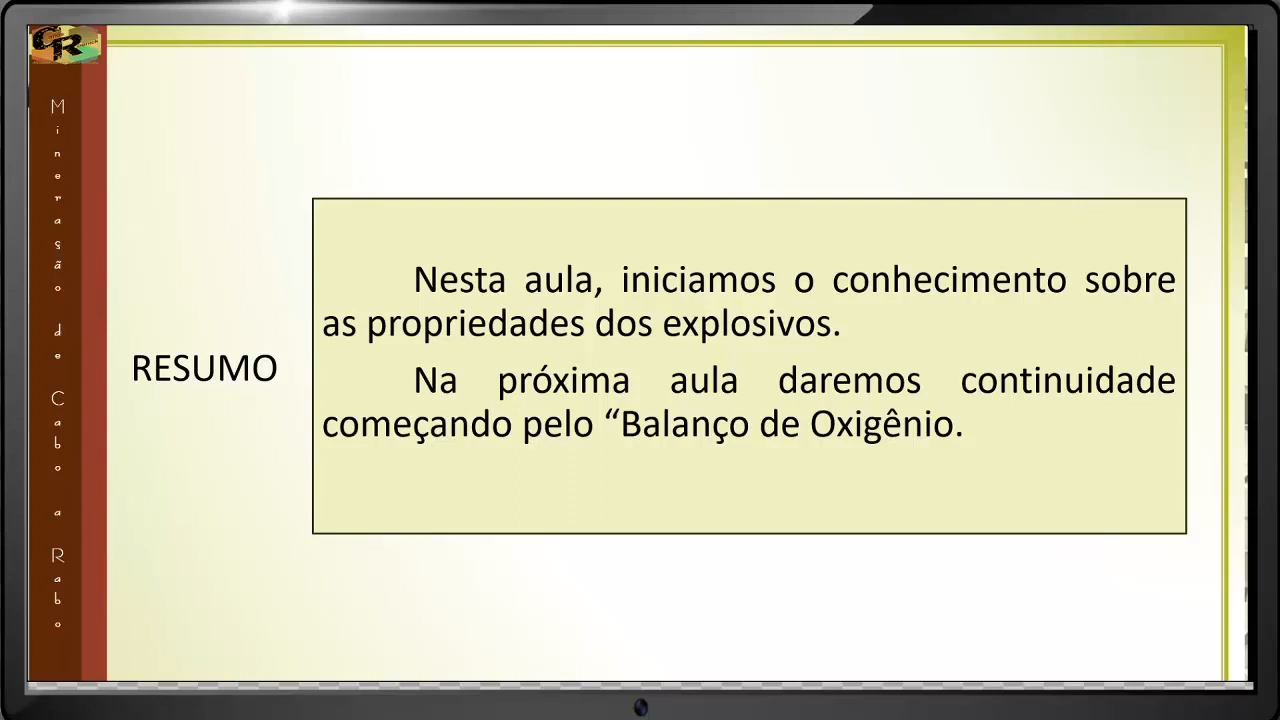 CR
Mineração de Cabo a Rabo
RESUMO
Nesta aula, iniciamos o conhecimento sobre
as propriedades dos explosivos.
Na próxima aula daremos continuidade
começando pelo “Balanço de Oxigênio.